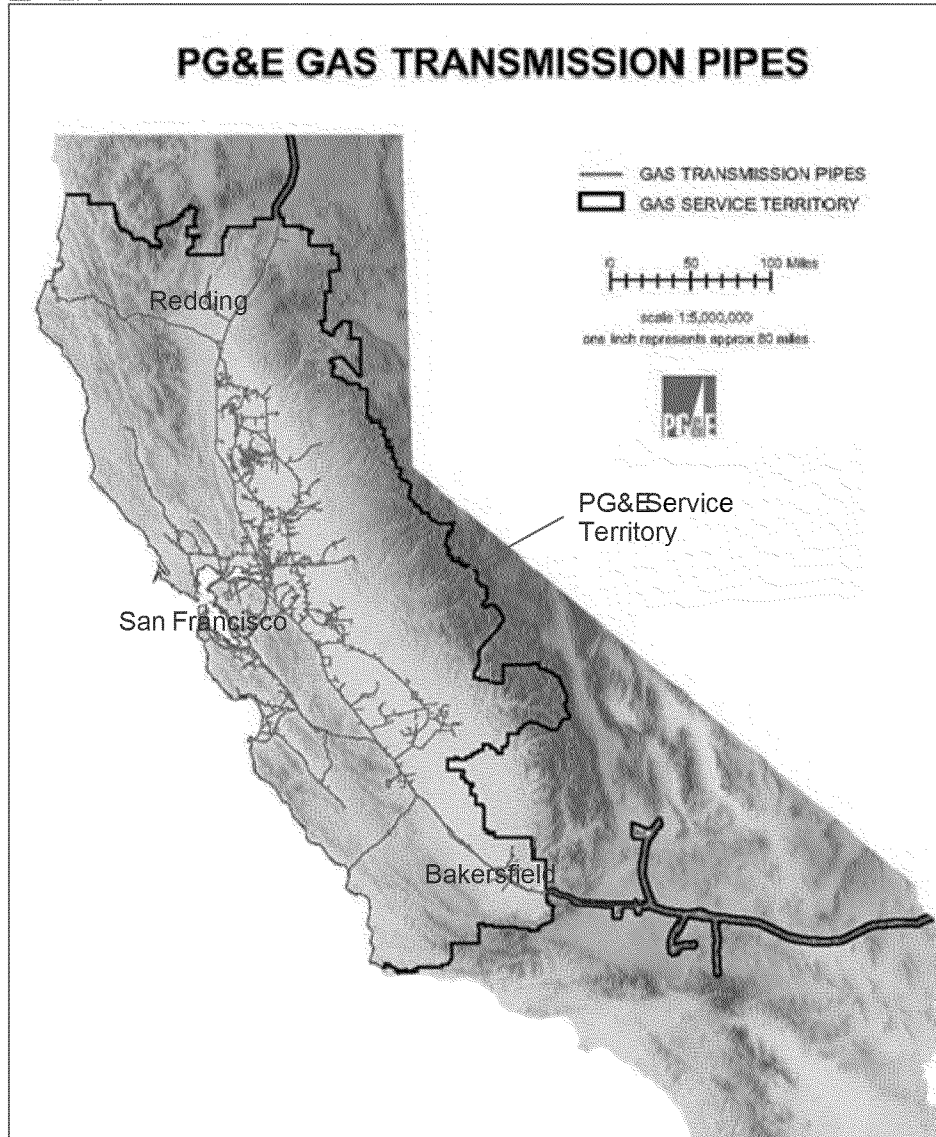 PG&E GAS TRANSMISSION PIPES
GAS TRANSMISSION PIPES
GAS SERVICE TERRITORY
0 50 100 Miles
scale 1:5,000,000
one inch represents approx 80 miles
PG&E
PG&E Service
Territory
Redding
San Francisco
Bakersfield